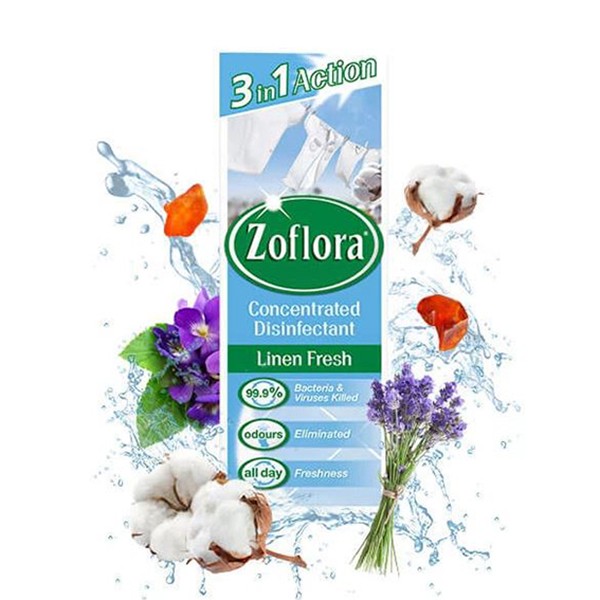 3 in 1 Action
Zoflora®
Concentrated
Disinfectant
Linen Fresh
99.9% Bacteria &
Viruses Killed
odours Eliminated
all day Freshness